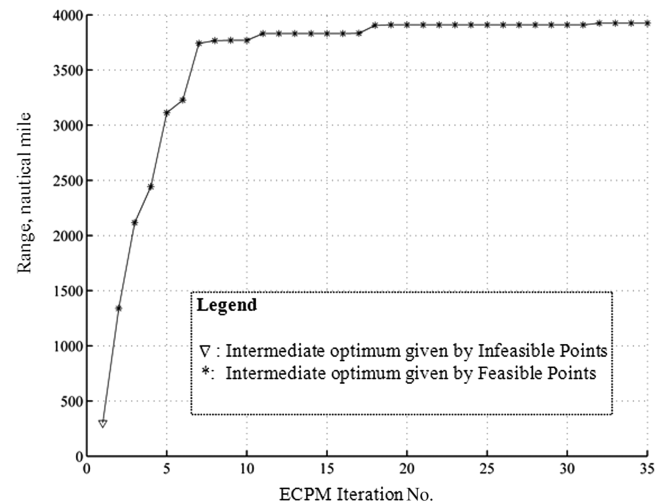 4000
3500
3000
2500
2000
1500
1000
500
0
Range, nautical mile
Legend
▽ : Intermediate optimum given by Infeasible Points
*: Intermediate optimum given by Feasible Points
0 5 10 15 20 25 30 35
ECPM Iteration No.